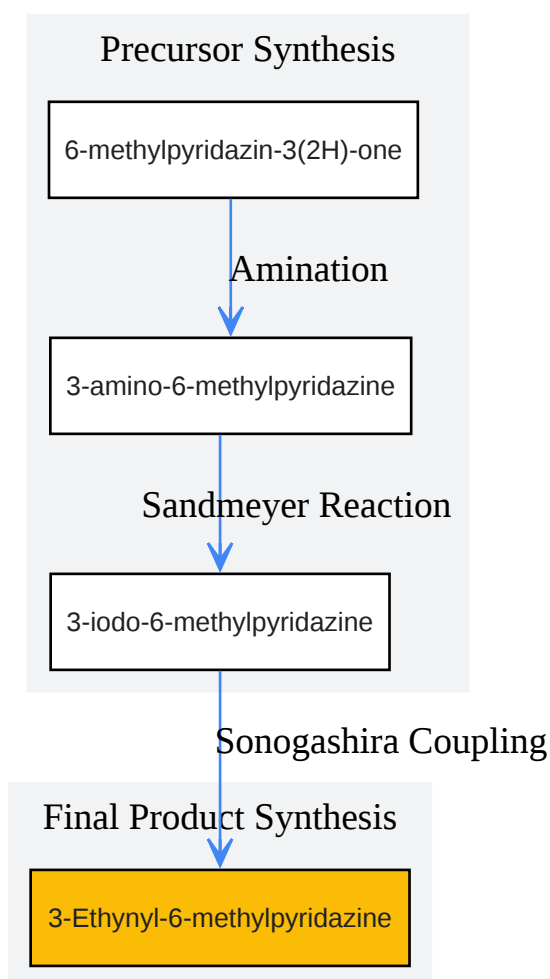 Precursor Synthesis
6-methylpyridazin-3(2H)-one
Amination
3-amino-6-methylpyridazine
Sandmeyer Reaction
3-iodo-6-methylpyridazine
Sonogashira Coupling
Final Product Synthesis
3-Ethynyl-6-methylpyridazine